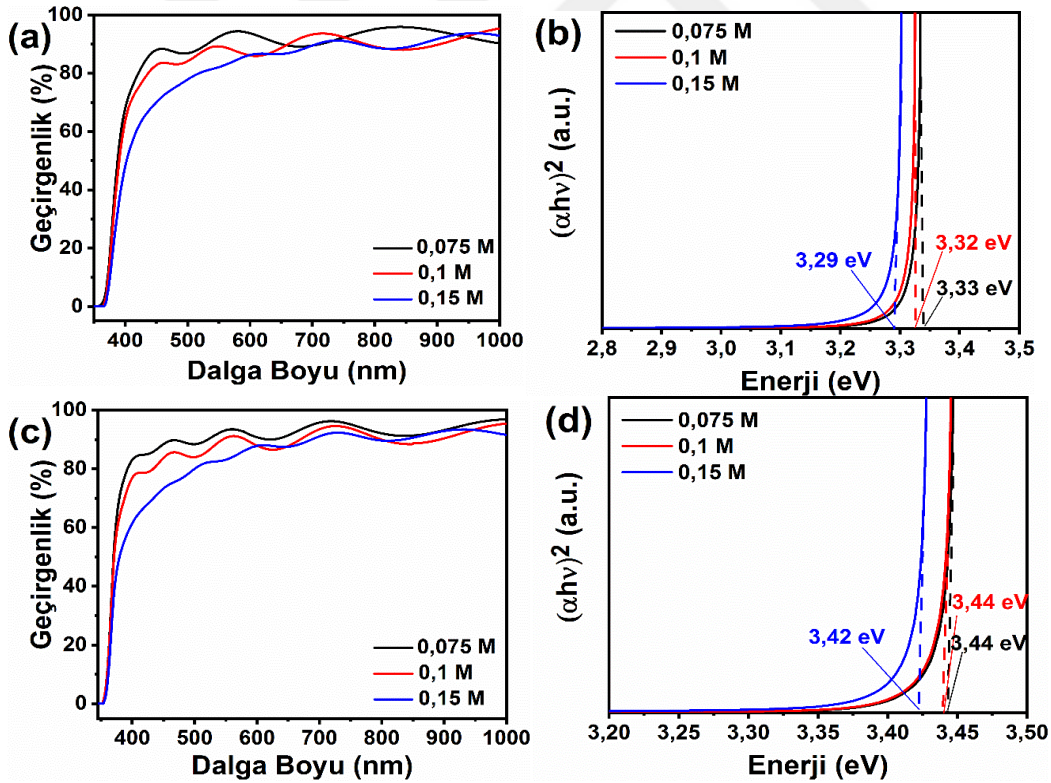 (a)
100
80
60
40
20
0
Geçirgenlik (%)
0,075 M
0,1 M
0,15 M
400 500 600 700 800 900 1000
Dalga Boyu (nm)
(b)
0,075 M
0,1 M
0,15 M
(αhν)² (a.u.)
3,29 eV
3,32 eV
3,33 eV
2,8 2,9 3,0 3,1 3,2 3,3 3,4 3,5
Enerji (eV)
(c)
100
80
60
40
20
0
Geçirgenlik (%)
0,075 M
0,1 M
0,15 M
400 500 600 700 800 900 1000
Dalga Boyu (nm)
(d)
0,075 M
0,1 M
0,15 M
(αhν)² (a.u.)
3,42 eV
3,44 eV
3,44 eV
3,20 3,25 3,30 3,35 3,40 3,45 3,50
Enerji (eV)